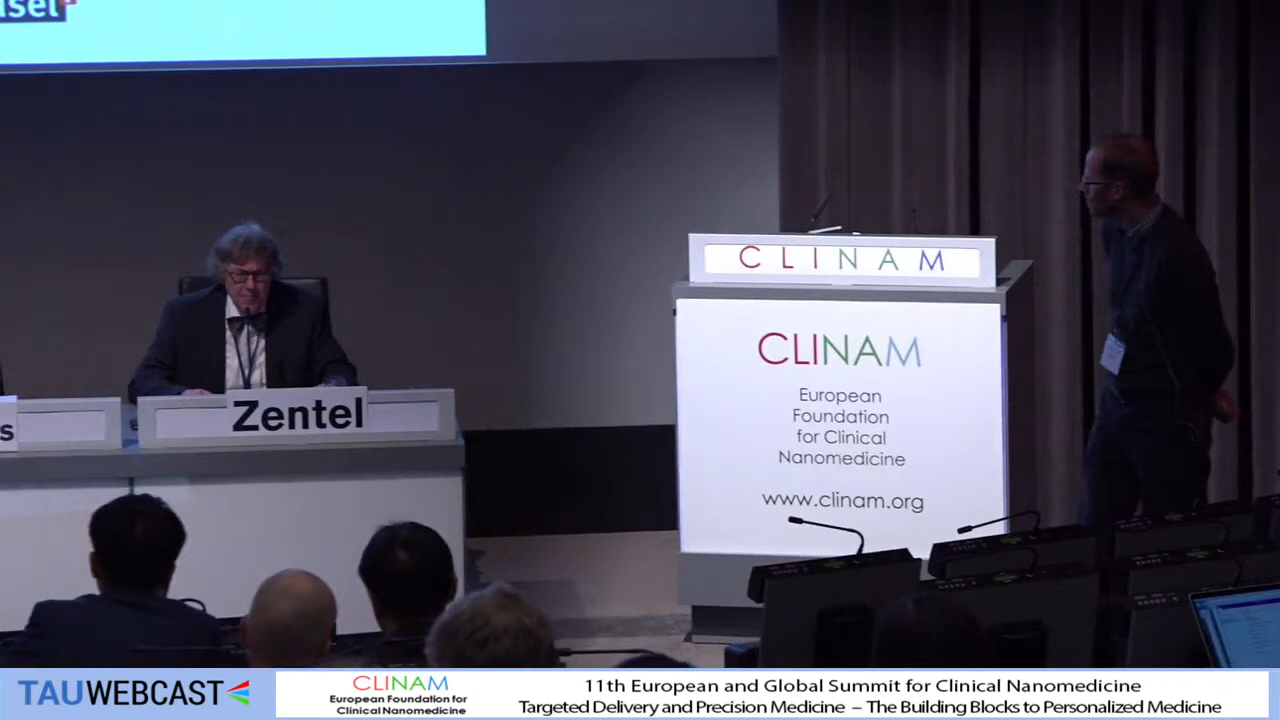 CLINAM
CLINAM
European
Foundation
for Clinical
Nanomedicine
www.clinam.org
Zentel
s
TAUWEBCAST
CLINAM
European Foundation for
Clinical Nanomedicine
11th European and Global Summit for Clinical Nanomedicine
Targeted Delivery and Precision Medicine – The Building Blocks to Personalized Medicine